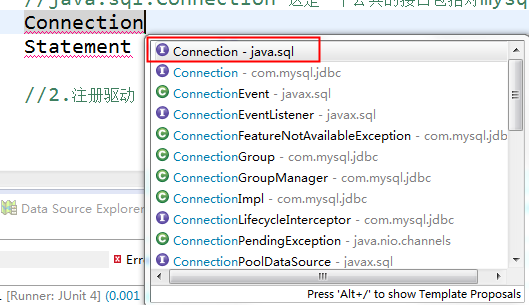 //java.sql.Connection 这是一个公共的接口包括对mysq
Connection
Statement
//2.注册驱动
Connection - java.sql
Connection - com.mysql.jdbc
ConnectionEvent - javax.sql
ConnectionEventListener - javax.sql
ConnectionFeatureNotAvailableException - com.mysql.jdbc
ConnectionGroup - com.mysql.jdbc
ConnectionGroupManager - com.mysql.jdbc
ConnectionImpl - com.mysql.jdbc
ConnectionLifecycleInterceptor - com.mysql.jdbc
ConnectionPendingException - java.nio.channels
ConnectionPoolDataSource - javax.sql
Press 'Alt+/' to show Template Proposals
Data Source Explorer
Erro
[Runner: JUnit 4] (0.001